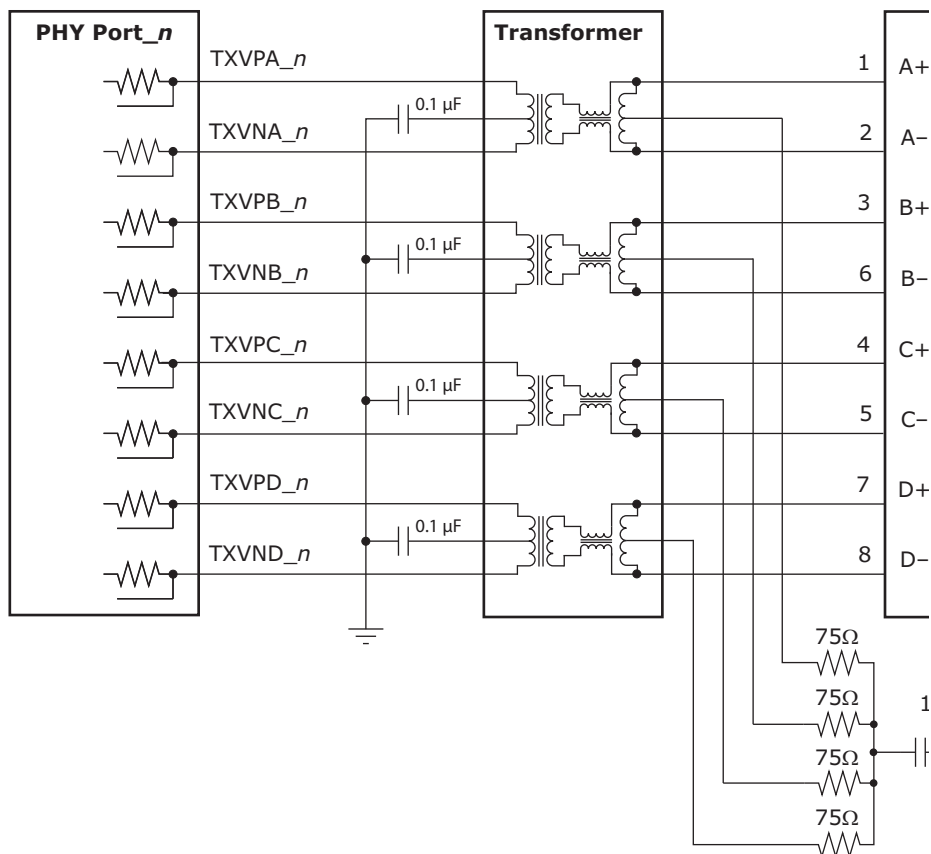 PHY Port_n
Transformer
TXVPA_n
1
A+
0.1 µF
TXVNA_n
2
A–
TXVPB_n
3
B+
0.1 µF
TXVNB_n
6
B–
TXVPC_n
4
C+
0.1 µF
TXVNC_n
5
C–
TXVPD_n
7
D+
0.1 µF
TXVND_n
8
D–
75Ω
75Ω
1
75Ω
75Ω